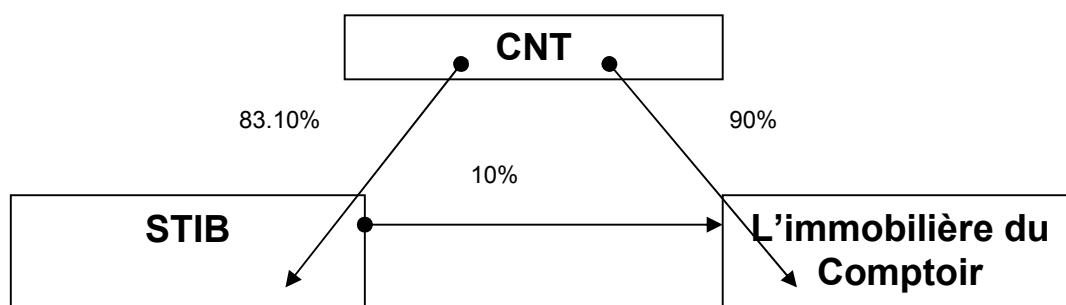 CNT
83.10%
90%
10%
STIB
L’immobilière du
Comptoir